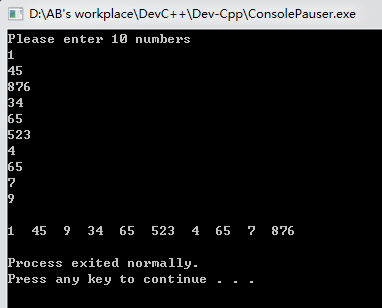 D:\AB's workplace\DevC++\Dev-Cpp\ConsolePauser.exe
Please enter 10 numbers
1
45
876
34
65
523
4
65
7
9
1 45 9 34 65 523 4 65 7 876
Process exited normally.
Press any key to continue . . .